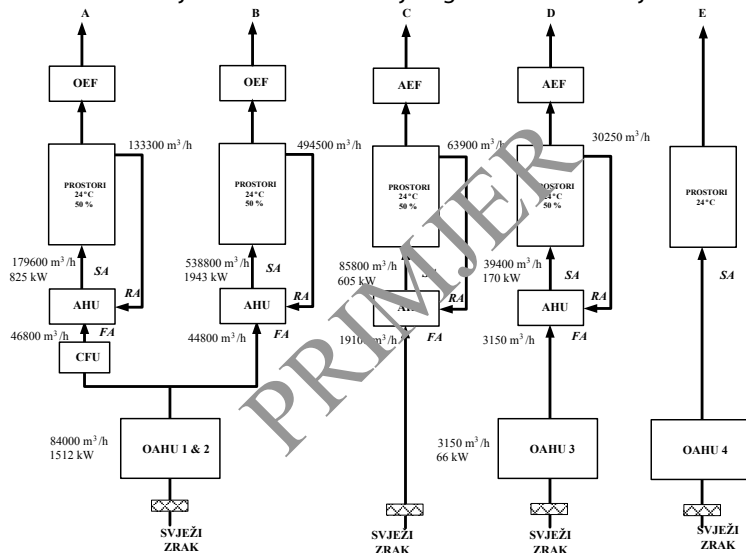 A
B
C
D
E
OEF
OEF
AEF
AEF
133300 m³/h
494500 m³/h
63900 m³/h
30250 m³/h
PROSTORI
24°C
50 %
PROSTORI
24°C
50 %
PROSTORI
24°C
50 %
PROSTORI
24°C
50%
PROSTORI
24°C
179600 m³/h
825 kW
SA
538800 m³/h
1943 kW
SA
85800 m³/h
605 kW
39400 m³/h
170 kW
SA
AHU
RA
AHU
RA
RA
AHU
RA
46800 m³/h
FA
44800 m³/h
FA
FA
3150 m³/h
FA
CFU
84000 m³/h
1512 kW
OAHU 1 & 2
3150 m³/h
66 kW
OAHU 3
OAHU 4
SVJEŽI
ZRAK
SVJEŽI
ZRAK
SVJEŽI
ZRAK
SVJEŽI
ZRAK
PRIMJER